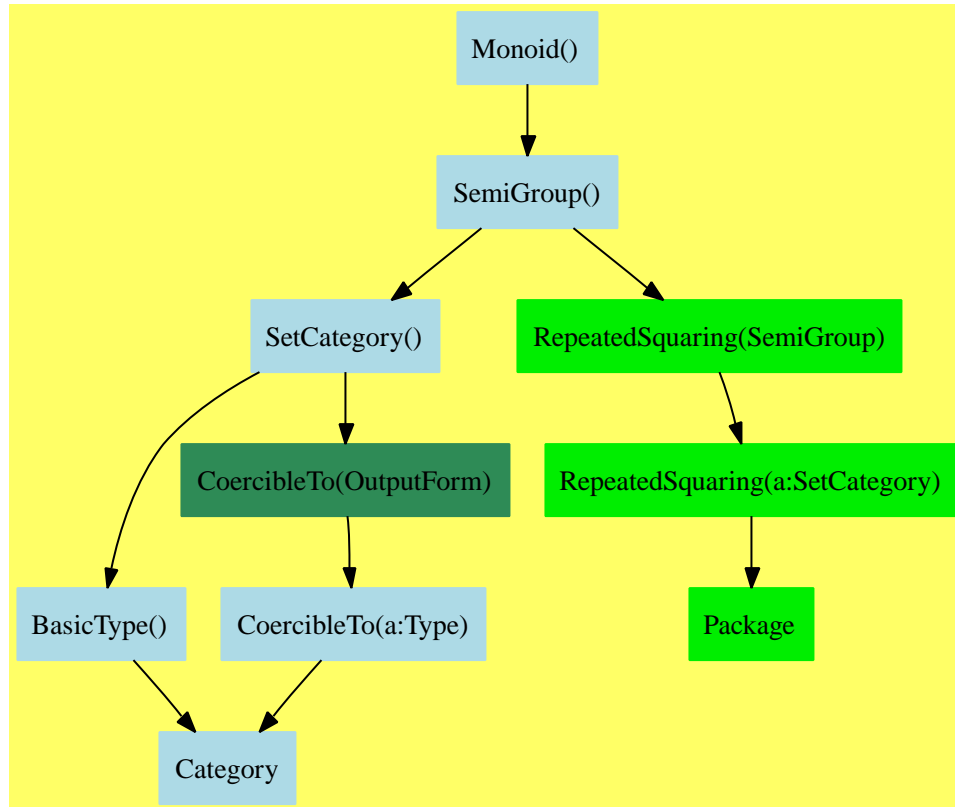 Monoid()
SemiGroup()
SetCategory()
RepeatedSquaring(SemiGroup)
CoercibleTo(OutputForm)
RepeatedSquaring(a:SetCategory)
BasicType()
CoercibleTo(a:Type)
Package
Category